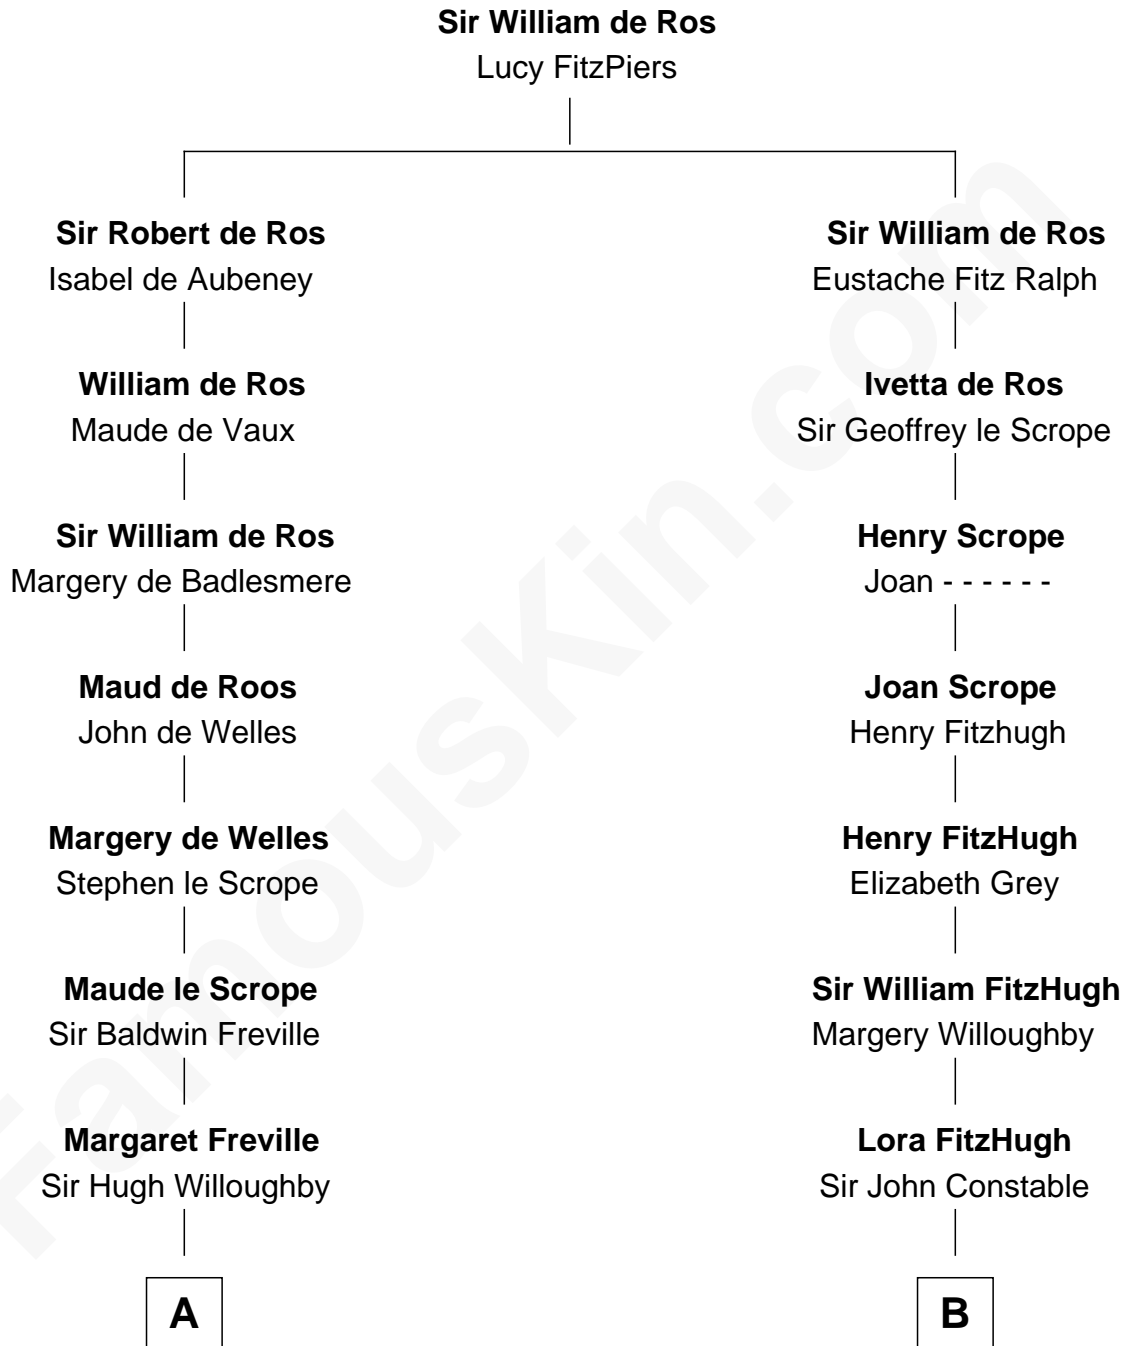 Sir William de Ros
Lucy FitzPiers
Sir Robert de Ros
Isabel de Aubeney
William de Ros
Maude de Vaux
Sir William de Ros
Margery de Badlesmere
Maud de Roos
John de Welles
Margery de Welles
Stephen le Scrope
Maude le Scrope
Sir Baldwin Freville
Margaret Freville
Sir Hugh Willoughby
A
Sir William de Ros
Eustache Fitz Ralph
Ivetta de Ros
Sir Geoffrey le Scrope
Henry Scrope
Joan - - - - - -
Joan Scrope
Henry Fitzhugh
Henry FitzHugh
Elizabeth Grey
Sir William FitzHugh
Margery Willoughby
Lora FitzHugh
Sir John Constable
B
FamousKin.com